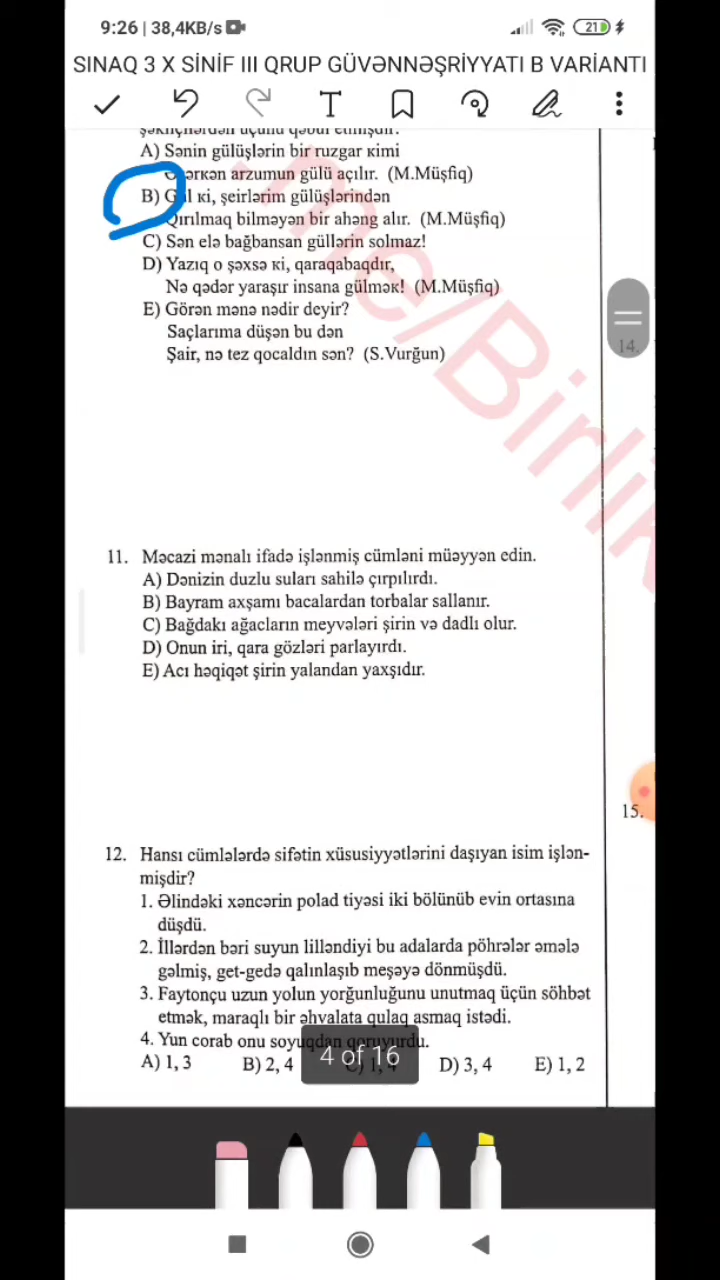 9:26 | 38,4KB/s
21
SINAQ 3 X SİNİF III QRUP GÜVƏNNƏŞRİYYATI B VARİANTI
A) Sənin gülüşlərin bir ruzgar kimi
arzumun gülü açılır. (M.Müşfiq)
B) Gəl ki, şeirlərim gülüşlərindən
Qırılmaq bilməyən bir ahəng alır. (M.Müşfiq)
C) Sən elə bağbansan güllərin solmaz!
D) Yazıq o şəxsə ki, qaraqabaqdır,
Nə qədər yaraşır insana gülmək! (M.Müşfiq)
E) Görən mənə nədir deyir?
Saçlarıma düşən bu dən
Şair, nə tez qocaldın sən? (S.Vurğun)
14.
.me/Birlik
11. Məcazi mənalı ifadə işlənmiş cümləni müəyyən edin.
A) Dənizin duzlu suları sahilə çırpılırdı.
B) Bayram axşamı bacalardan torbalar sallanır.
C) Bağdakı ağacların meyvələri şirin və dadlı olur.
D) Onun iri, qara gözləri parlayırdı.
E) Acı həqiqət şirin yalandan yaxşıdır.
15.
12. Hansı cümlələrdə sifətin xüsusiyyətlərini daşıyan isim işlən-
mişdir?
1. Əlindəki xəncərin polad tiyəsi iki bölünüb evin ortasına
düşdü.
2. İllərdən bəri suyun lilləndiyi bu adalarda pöhrələr əmələ
gəlmiş, get-gedə qalınlaşıb meşəyə dönmüşdü.
3. Faytonçu uzun yolun yorğunluğunu unutmaq üçün söhbət
etmək, maraqlı bir əhvalata qulaq asmaq istədi.
4. Yun corab onu soyuqdan qoruyurdu.
A) 1, 3 B) 2, 4 C) 1, 4 D) 3, 4 E) 1, 2
4 of 16